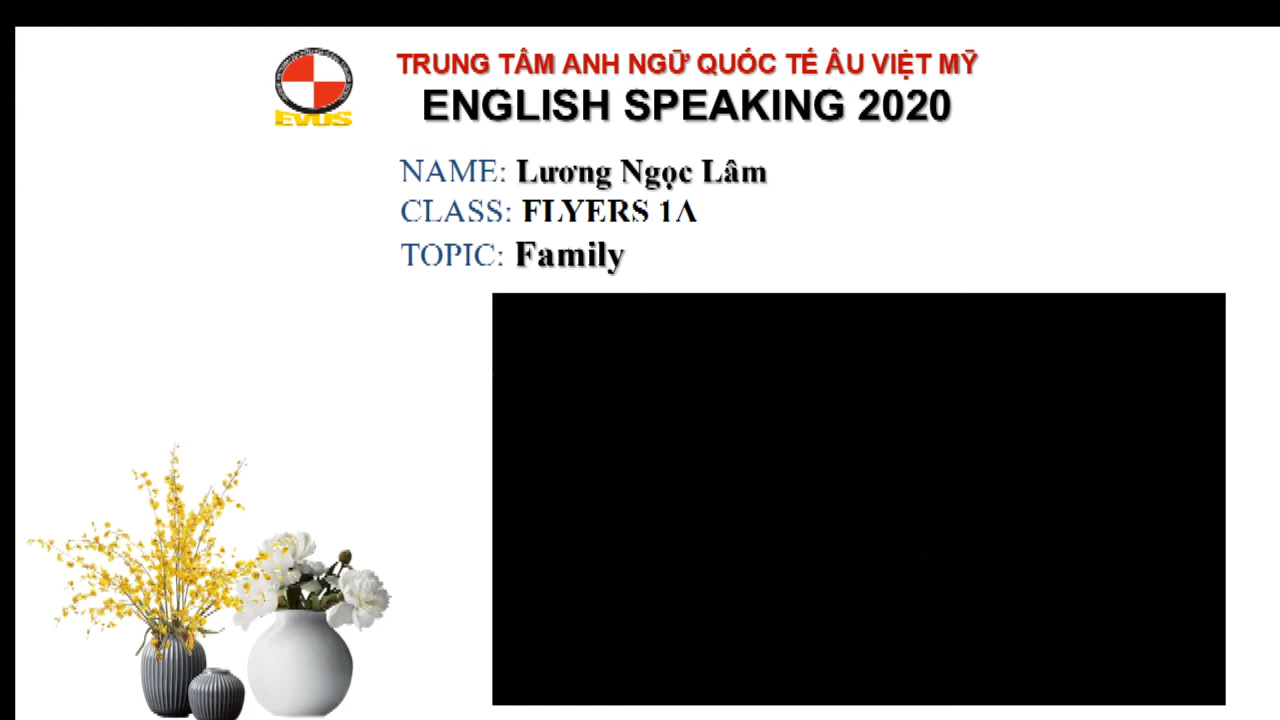 TRUNG TÂM ANH NGỮ QUỐC TẾ ÂU VIỆT MỸ
ENGLISH SPEAKING 2020
EVUS
NAME: Lương Ngọc Lâm
CLASS: FLYERS 1A
TOPIC: Family